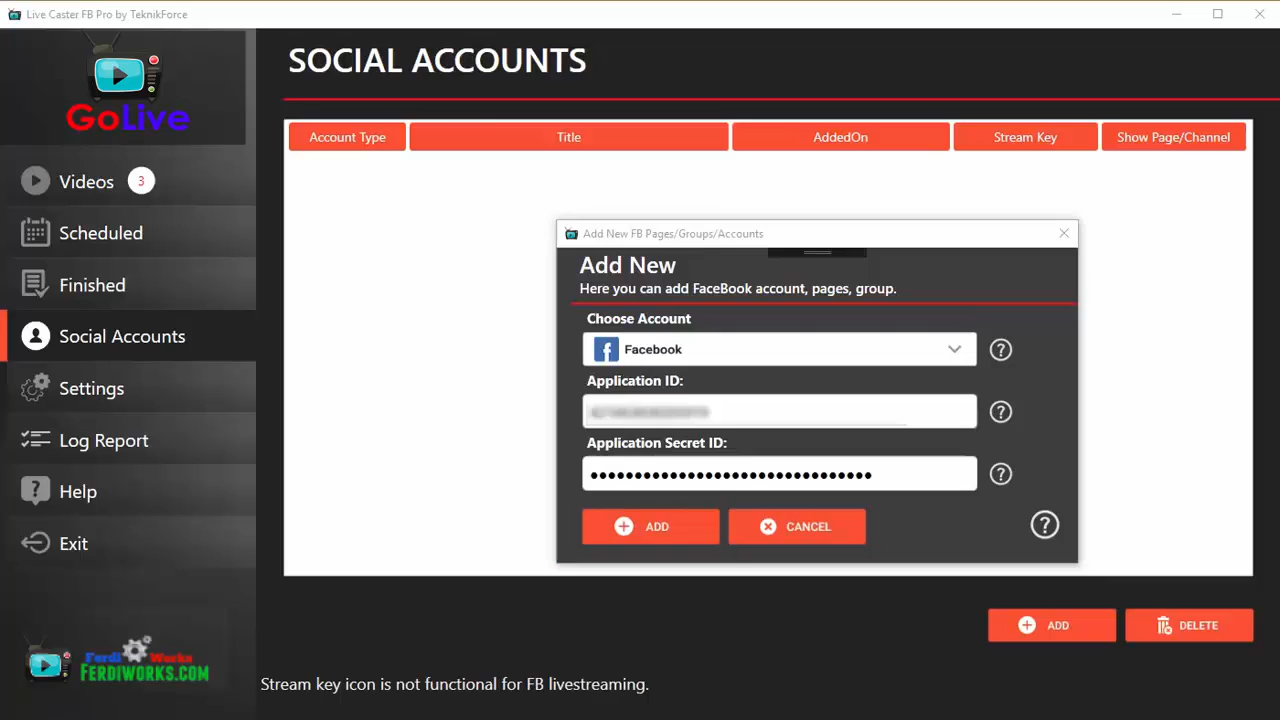 Live Caster FB Pro by TeknikForce
GoLive
Videos 3
Scheduled
Finished
Social Accounts
Settings
Log Report
Help
Exit
Ferdi Works
FERDIWORKS.COM
SOCIAL ACCOUNTS
Account Type Title AddedOn Stream Key Show Page/Channel
Add New FB Pages/Groups/Accounts
Add New
Here you can add FaceBook account, pages, group.
Choose Account
Facebook
Application ID:
Application Secret ID:
ADD CANCEL
ADD DELETE
Stream key icon is not functional for FB livestreaming.